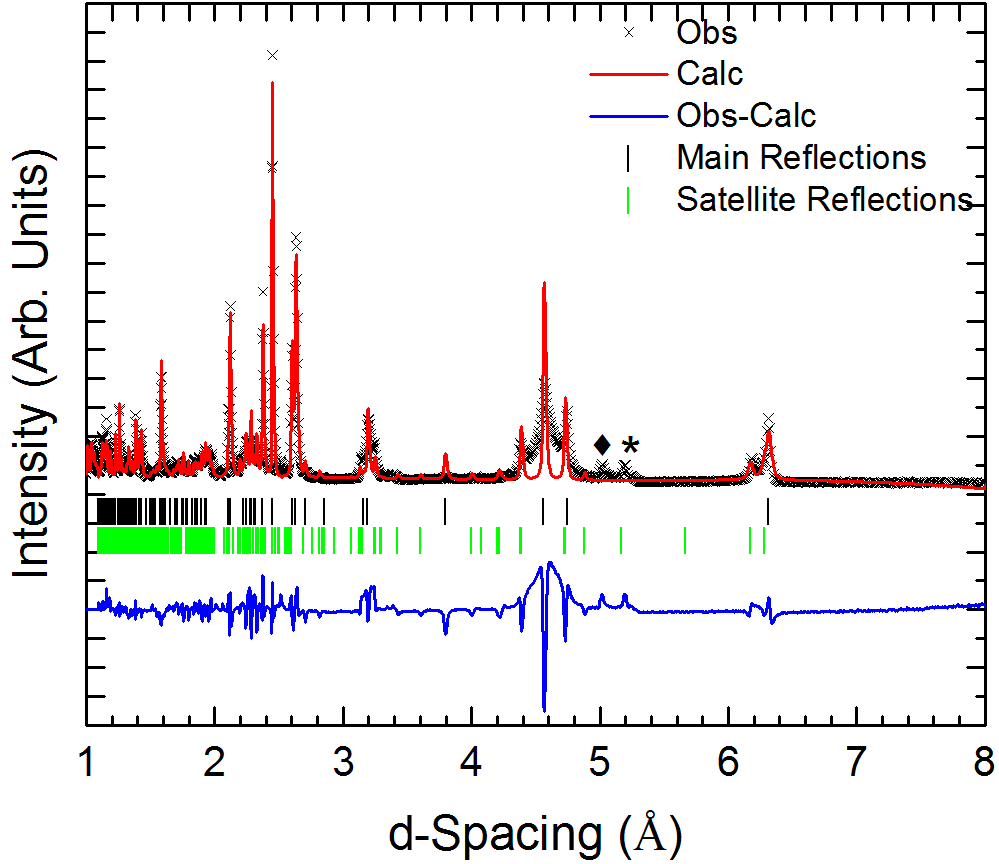 Obs
Calc
Obs-Calc
Main Reflections
Satellite Reflections
Intensity (Arb. Units)
♦ *
1 2 3 4 5 6 7 8
d-Spacing (Å)